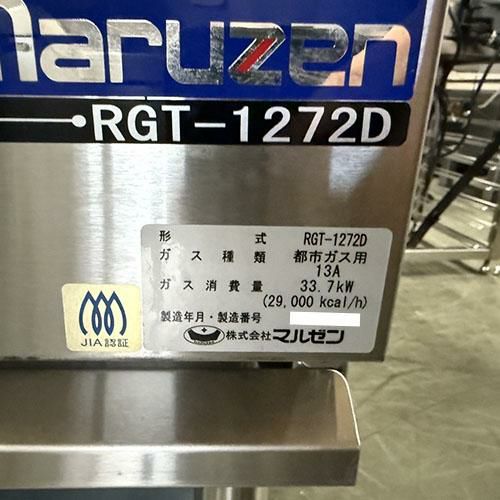 maruzen
RGT-1272D
形式 RGT-1272D
ガス種類 都市ガス用
13A
ガス消費量 33.7kW
(29,000 kcal/h)
製造年月・製造番号
株式会社マルゼン
JIA認証